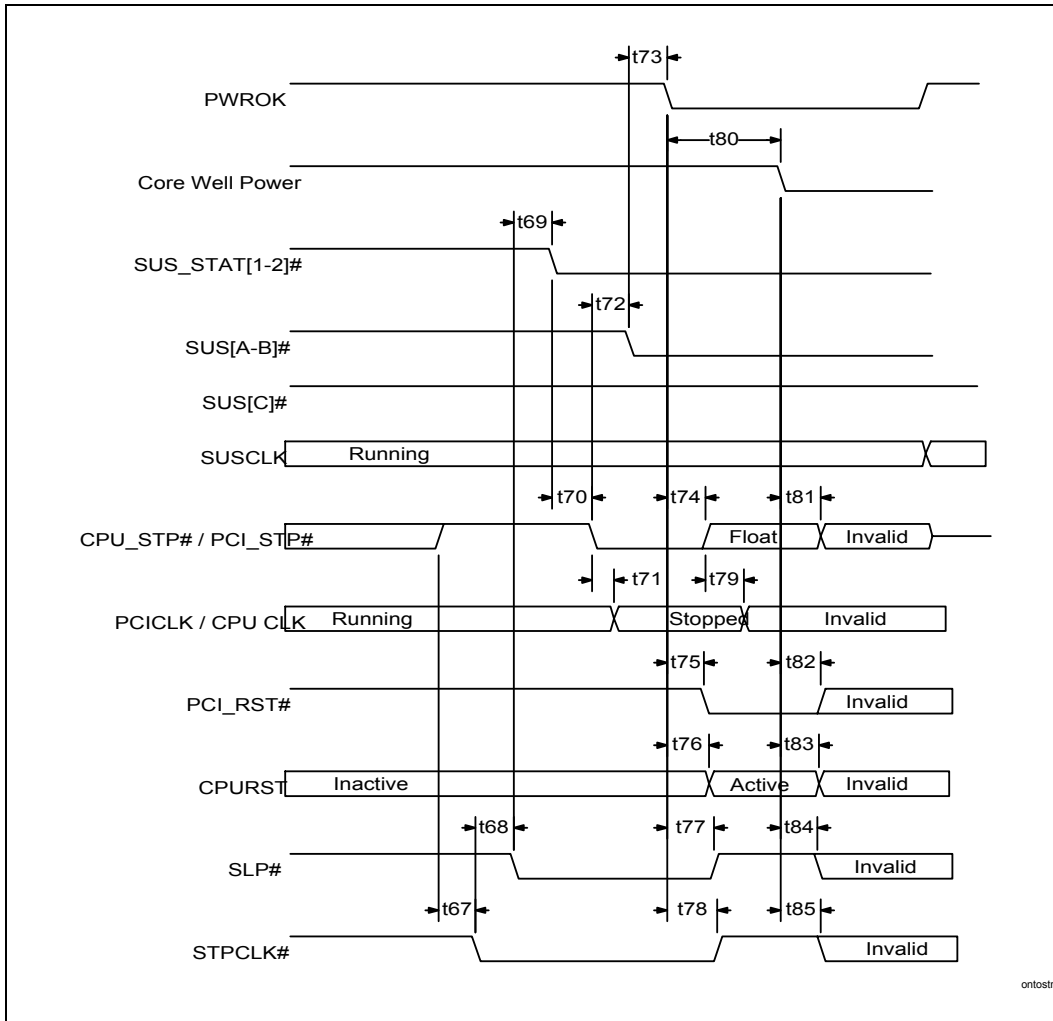 t73
PWROK
t80
Core Well Power
t69
SUS_STAT[1-2]#
t72
SUS[A-B]#
SUS[C]#
SUSCLK Running
t70 t74 t81
CPU_STP# / PCI_STP# Float Invalid
t71 t79
PCICLK / CPU CLK Running Stopped Invalid
t75 t82
PCI_RST# Invalid
t76 t83
CPURST Inactive Active Invalid
t68 t77 t84
SLP# Invalid
t67 t78 t85
STPCLK# Invalid